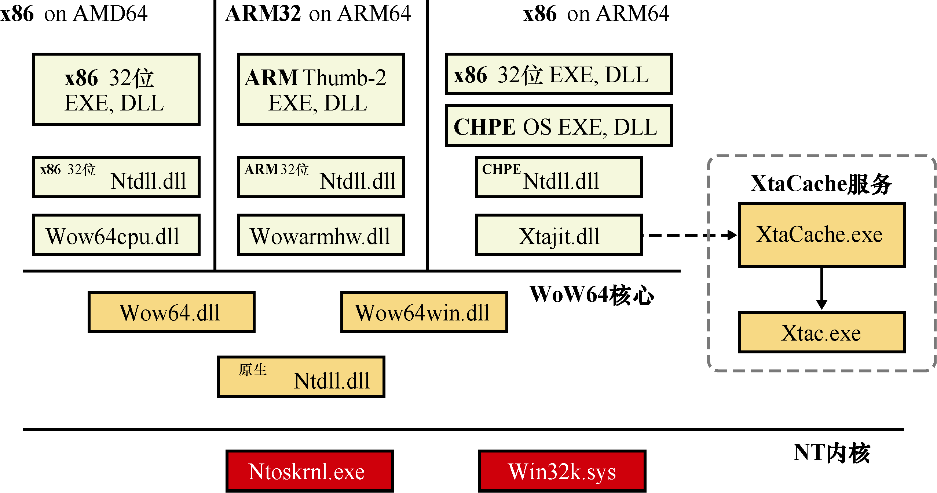 x86 on AMD64
ARM32 on ARM64
x86 on ARM64
x86 32位
EXE, DLL
ARM Thumb-2
EXE, DLL
x86 32位 EXE, DLL
CHPE OS EXE, DLL
x86 32位 Ntdll.dll
ARM 32位 Ntdll.dll
CHPE Ntdll.dll
XtaCache服务
Wow64cpu.dll
Wowarmhw.dll
Xtajit.dll
XtaCache.exe
WoW64核心
Wow64.dll
Wow64win.dll
Xtac.exe
原生 Ntdll.dll
NT内核
Ntoskrnl.exe
Win32k.sys